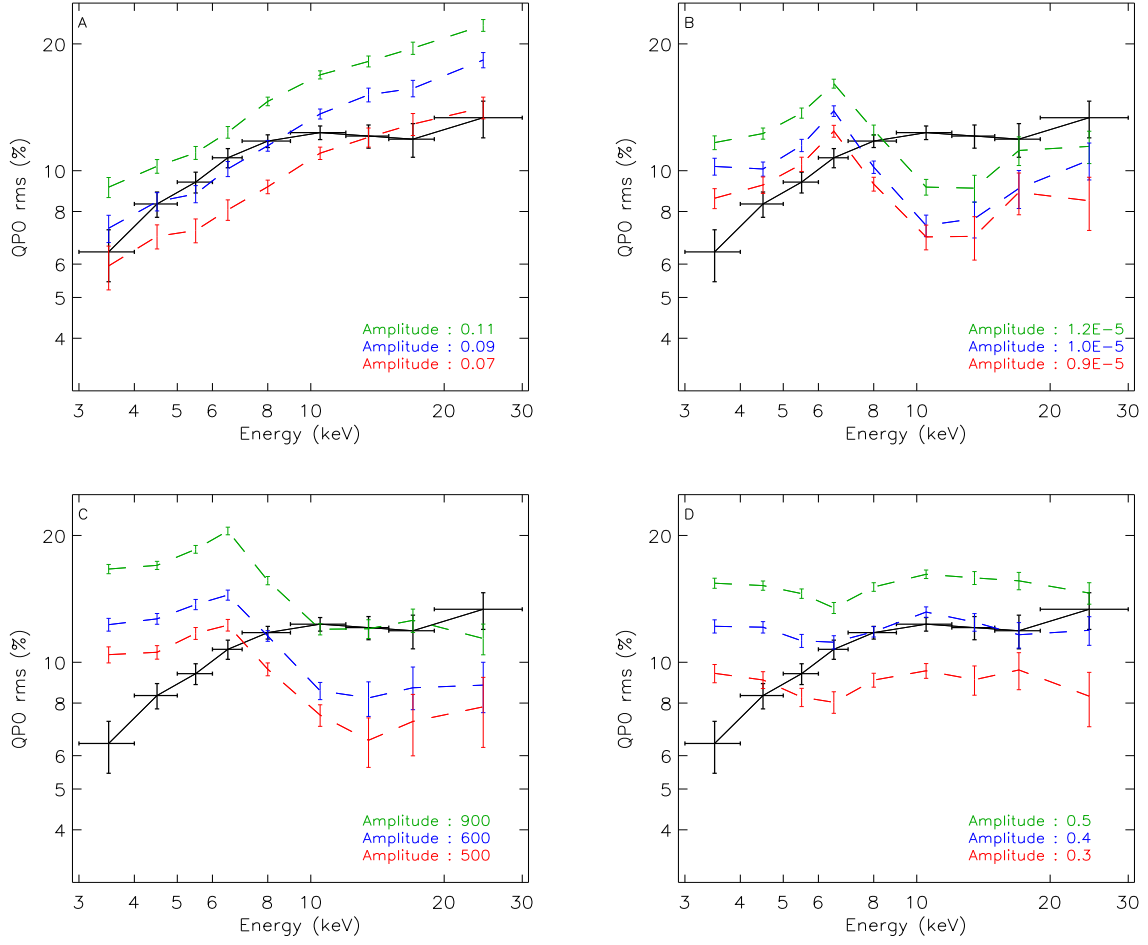 A
QPO rms (%)
20
10
8
6
5
4
Amplitude : 0.11
Amplitude : 0.09
Amplitude : 0.07
3 4 5 6 8 10 20 30
Energy (keV)
B
QPO rms (%)
20
10
8
6
5
4
Amplitude : 1.2E-5
Amplitude : 1.0E-5
Amplitude : 0.9E-5
3 4 5 6 8 10 20 30
Energy (keV)
C
QPO rms (%)
20
10
8
6
5
4
Amplitude : 900
Amplitude : 600
Amplitude : 500
3 4 5 6 8 10 20 30
Energy (keV)
D
QPO rms (%)
20
10
8
6
5
4
Amplitude : 0.5
Amplitude : 0.4
Amplitude : 0.3
3 4 5 6 8 10 20 30
Energy (keV)